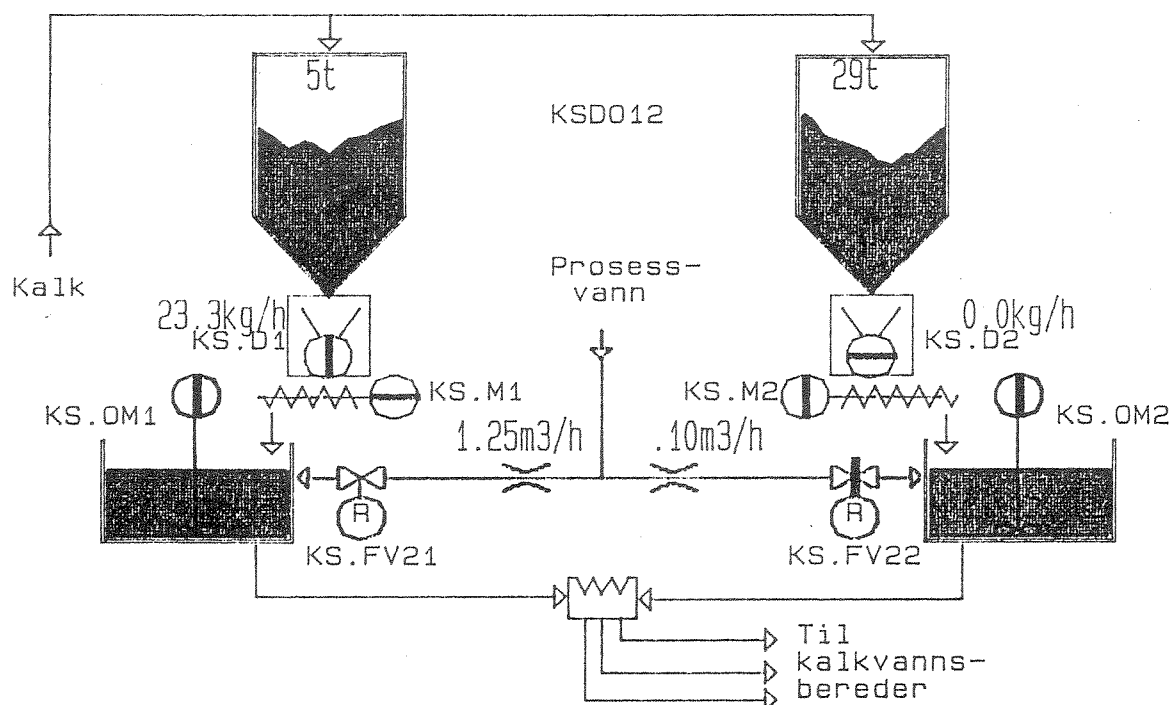 5t
29t
KSD012
Kalk
Prosess-
vann
23.3kg/h
KS.D1
0.0kg/h
KS.D2
KS.M1
KS.M2
KS.OM1
KS.OM2
1.25m3/h
.10m3/h
R
R
KS.FV21
KS.FV22
Til
kalkvanns-
bereder